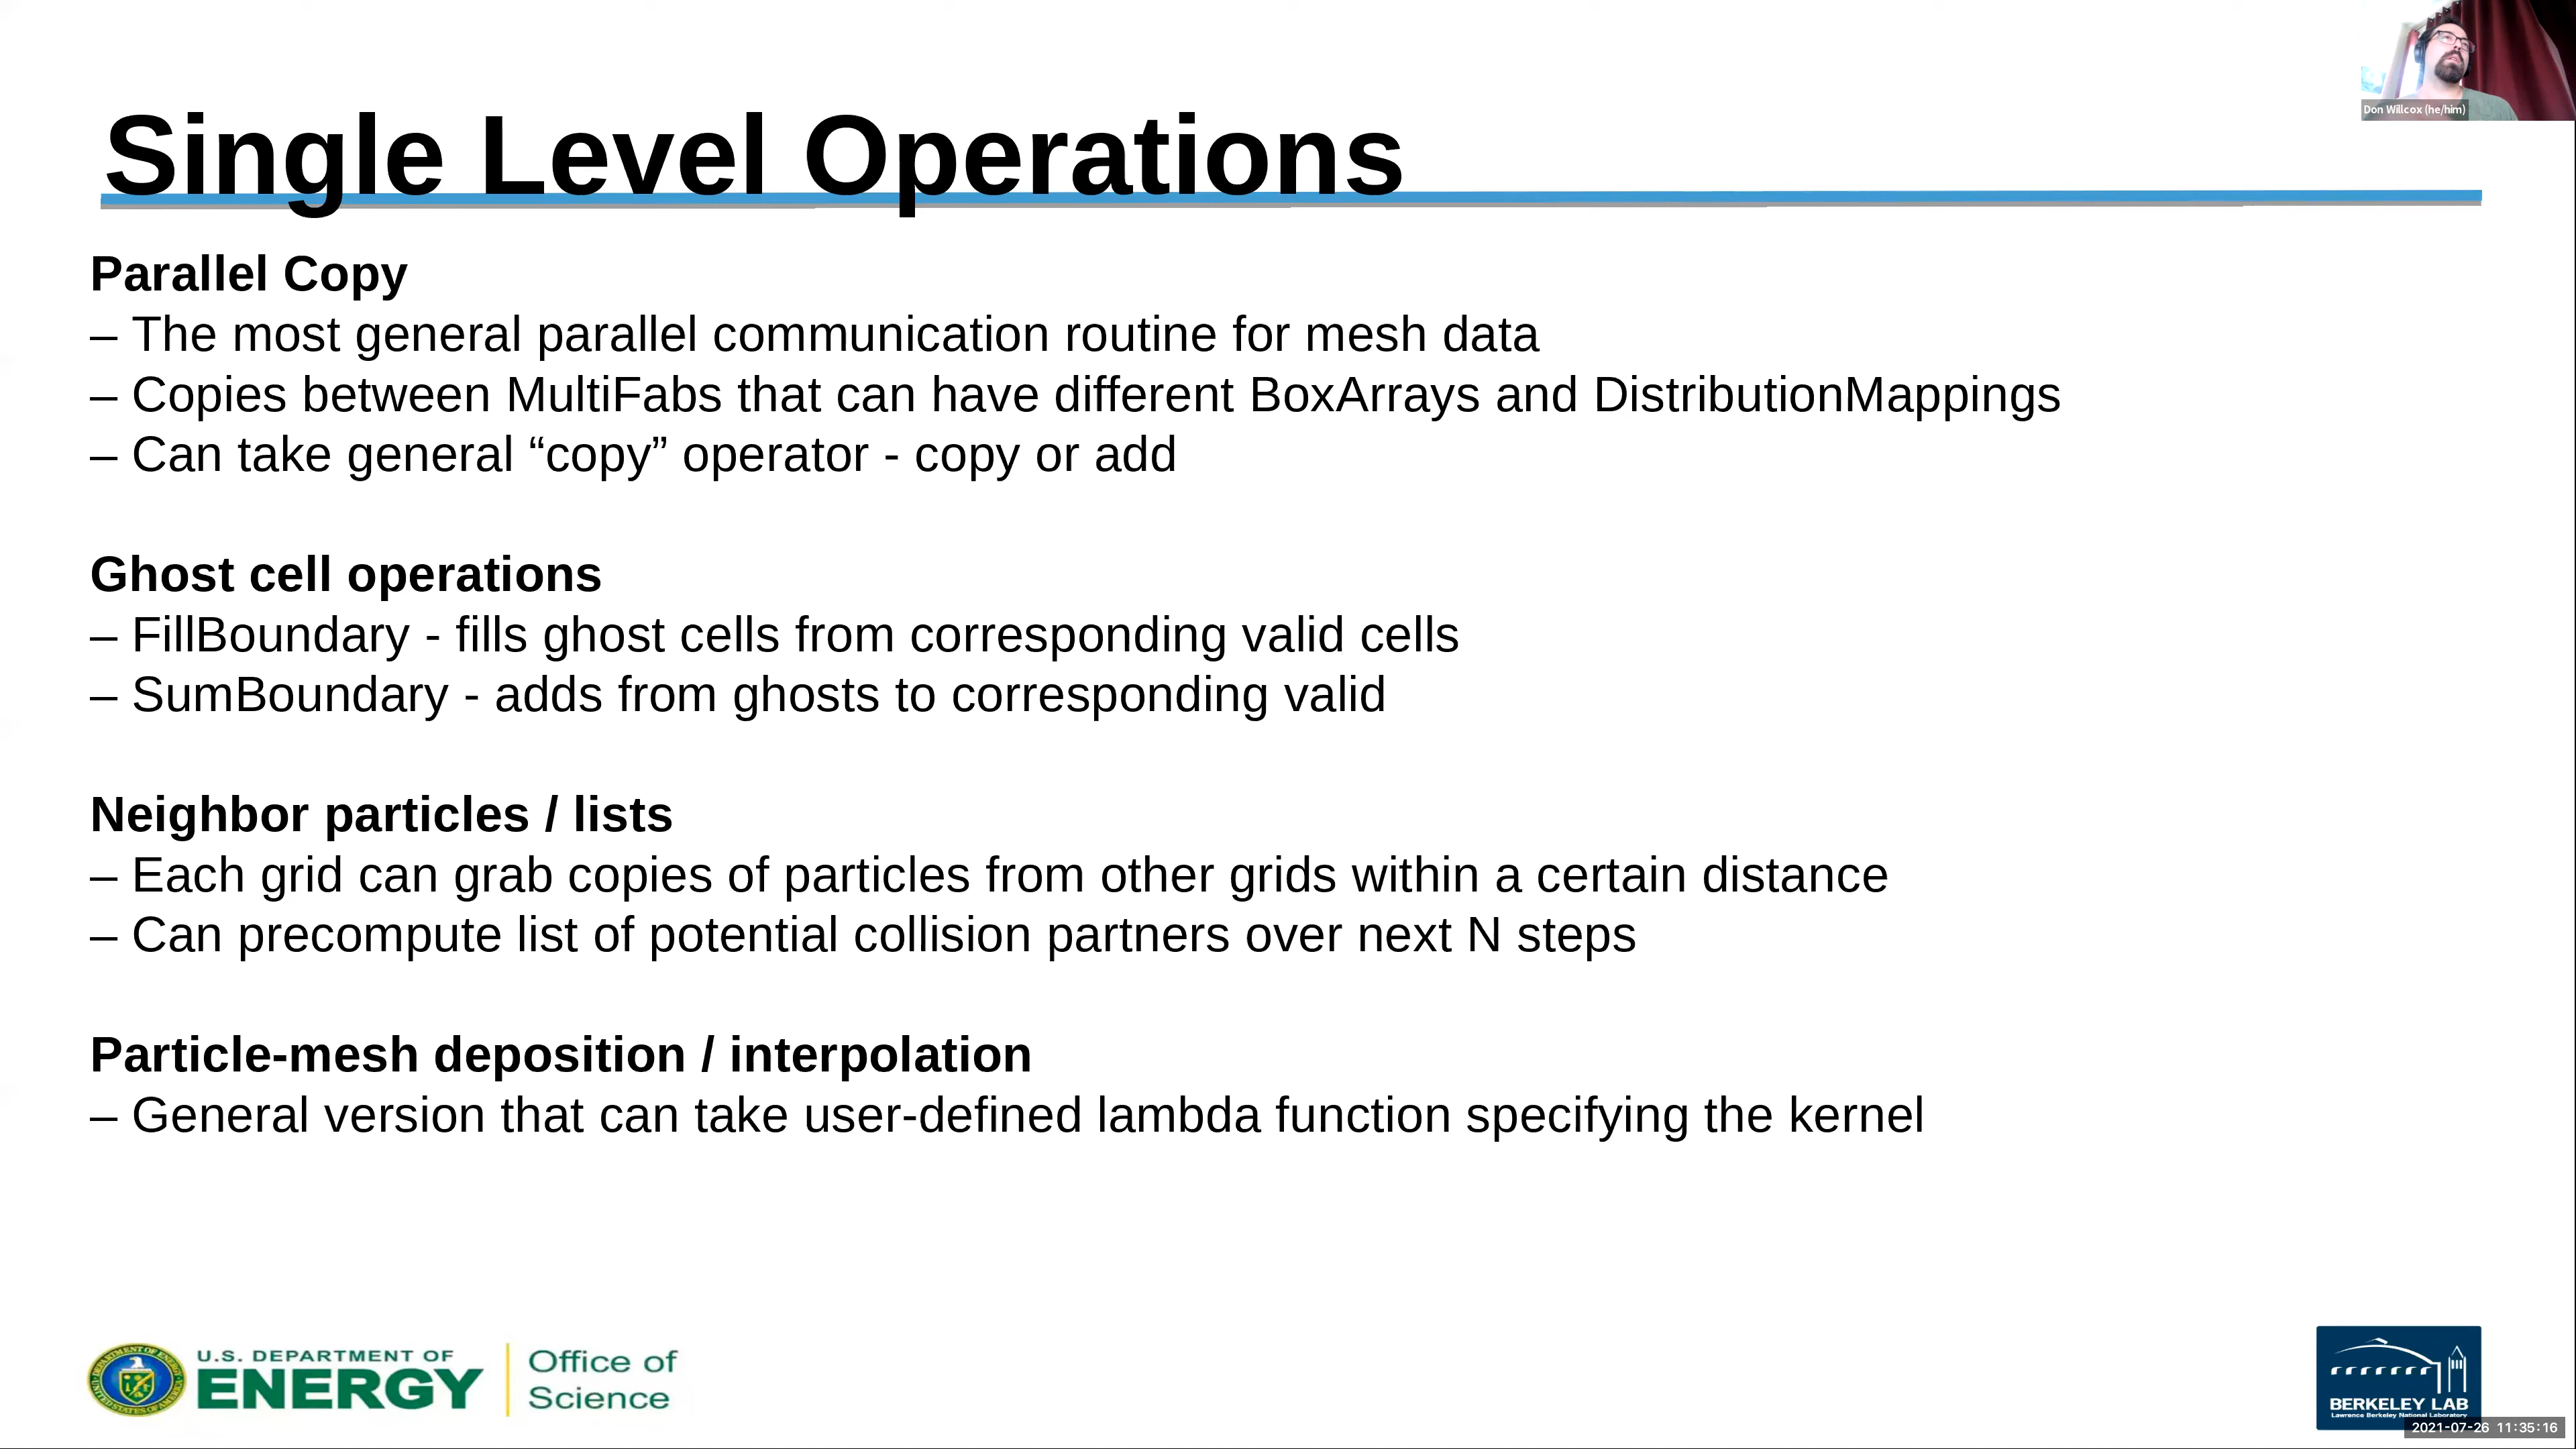 Don Willcox (he/him)
Single Level Operations
Parallel Copy
– The most general parallel communication routine for mesh data
– Copies between MultiFabs that can have different BoxArrays and DistributionMappings
– Can take general “copy” operator - copy or add
Ghost cell operations
– FillBoundary - fills ghost cells from corresponding valid cells
– SumBoundary - adds from ghosts to corresponding valid
Neighbor particles / lists
– Each grid can grab copies of particles from other grids within a certain distance
– Can precompute list of potential collision partners over next N steps
Particle-mesh deposition / interpolation
– General version that can take user-defined lambda function specifying the kernel
U.S. DEPARTMENT OF
ENERGY
Office of
Science
BERKELEY LAB
Lawrence Berkeley National Laboratory
2021-07-26 11:35:16